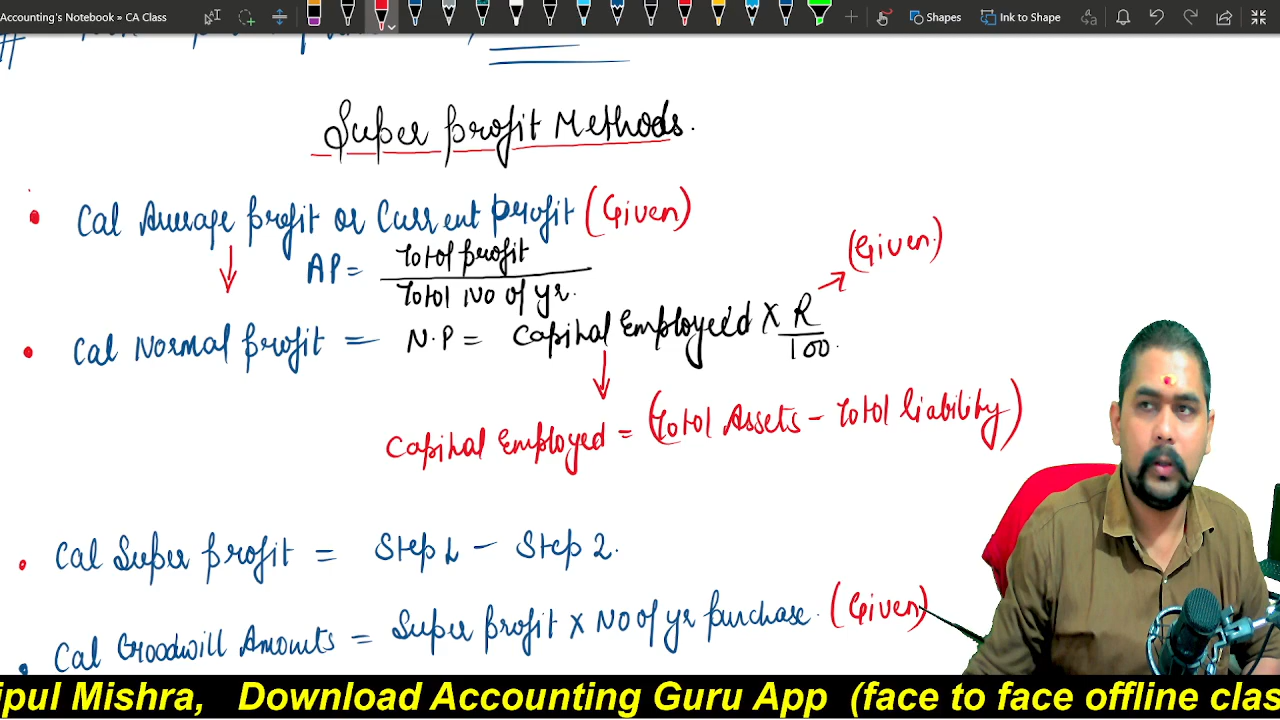 Accounting's Notebook » CA Class
Shapes
Ink to Shape
#
Super profit Methods.
Cal Average profit or Current profit (Given)
AP = Total profit
Total No of yr.
(Given)
Cal Normal profit = N.P = Capital Employed X R
100
Capital Employed = (Total Assets - Total liability)
Cal Super profit = Step 1 - Step 2.
Cal Goodwill Amounts = Super profit x No of yr purchase. (Given)
ipul Mishra, Download Accounting Guru App (face to face offline clas